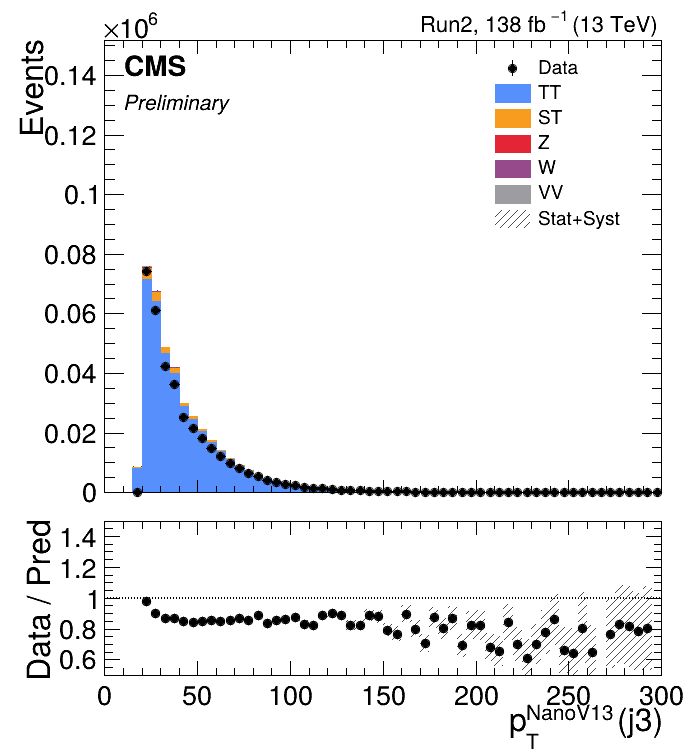 ×10⁶
Run2, 138 fb⁻¹ (13 TeV)
Events
CMS
Preliminary
Data
TT
ST
Z
W
VV
Stat+Syst
0.14
0.12
0.1
0.08
0.06
0.04
0.02
0
Data / Pred
1.4
1.2
1
0.8
0.6
0 50 100 150 200 250 300
p_T^NanoV13 (j3)